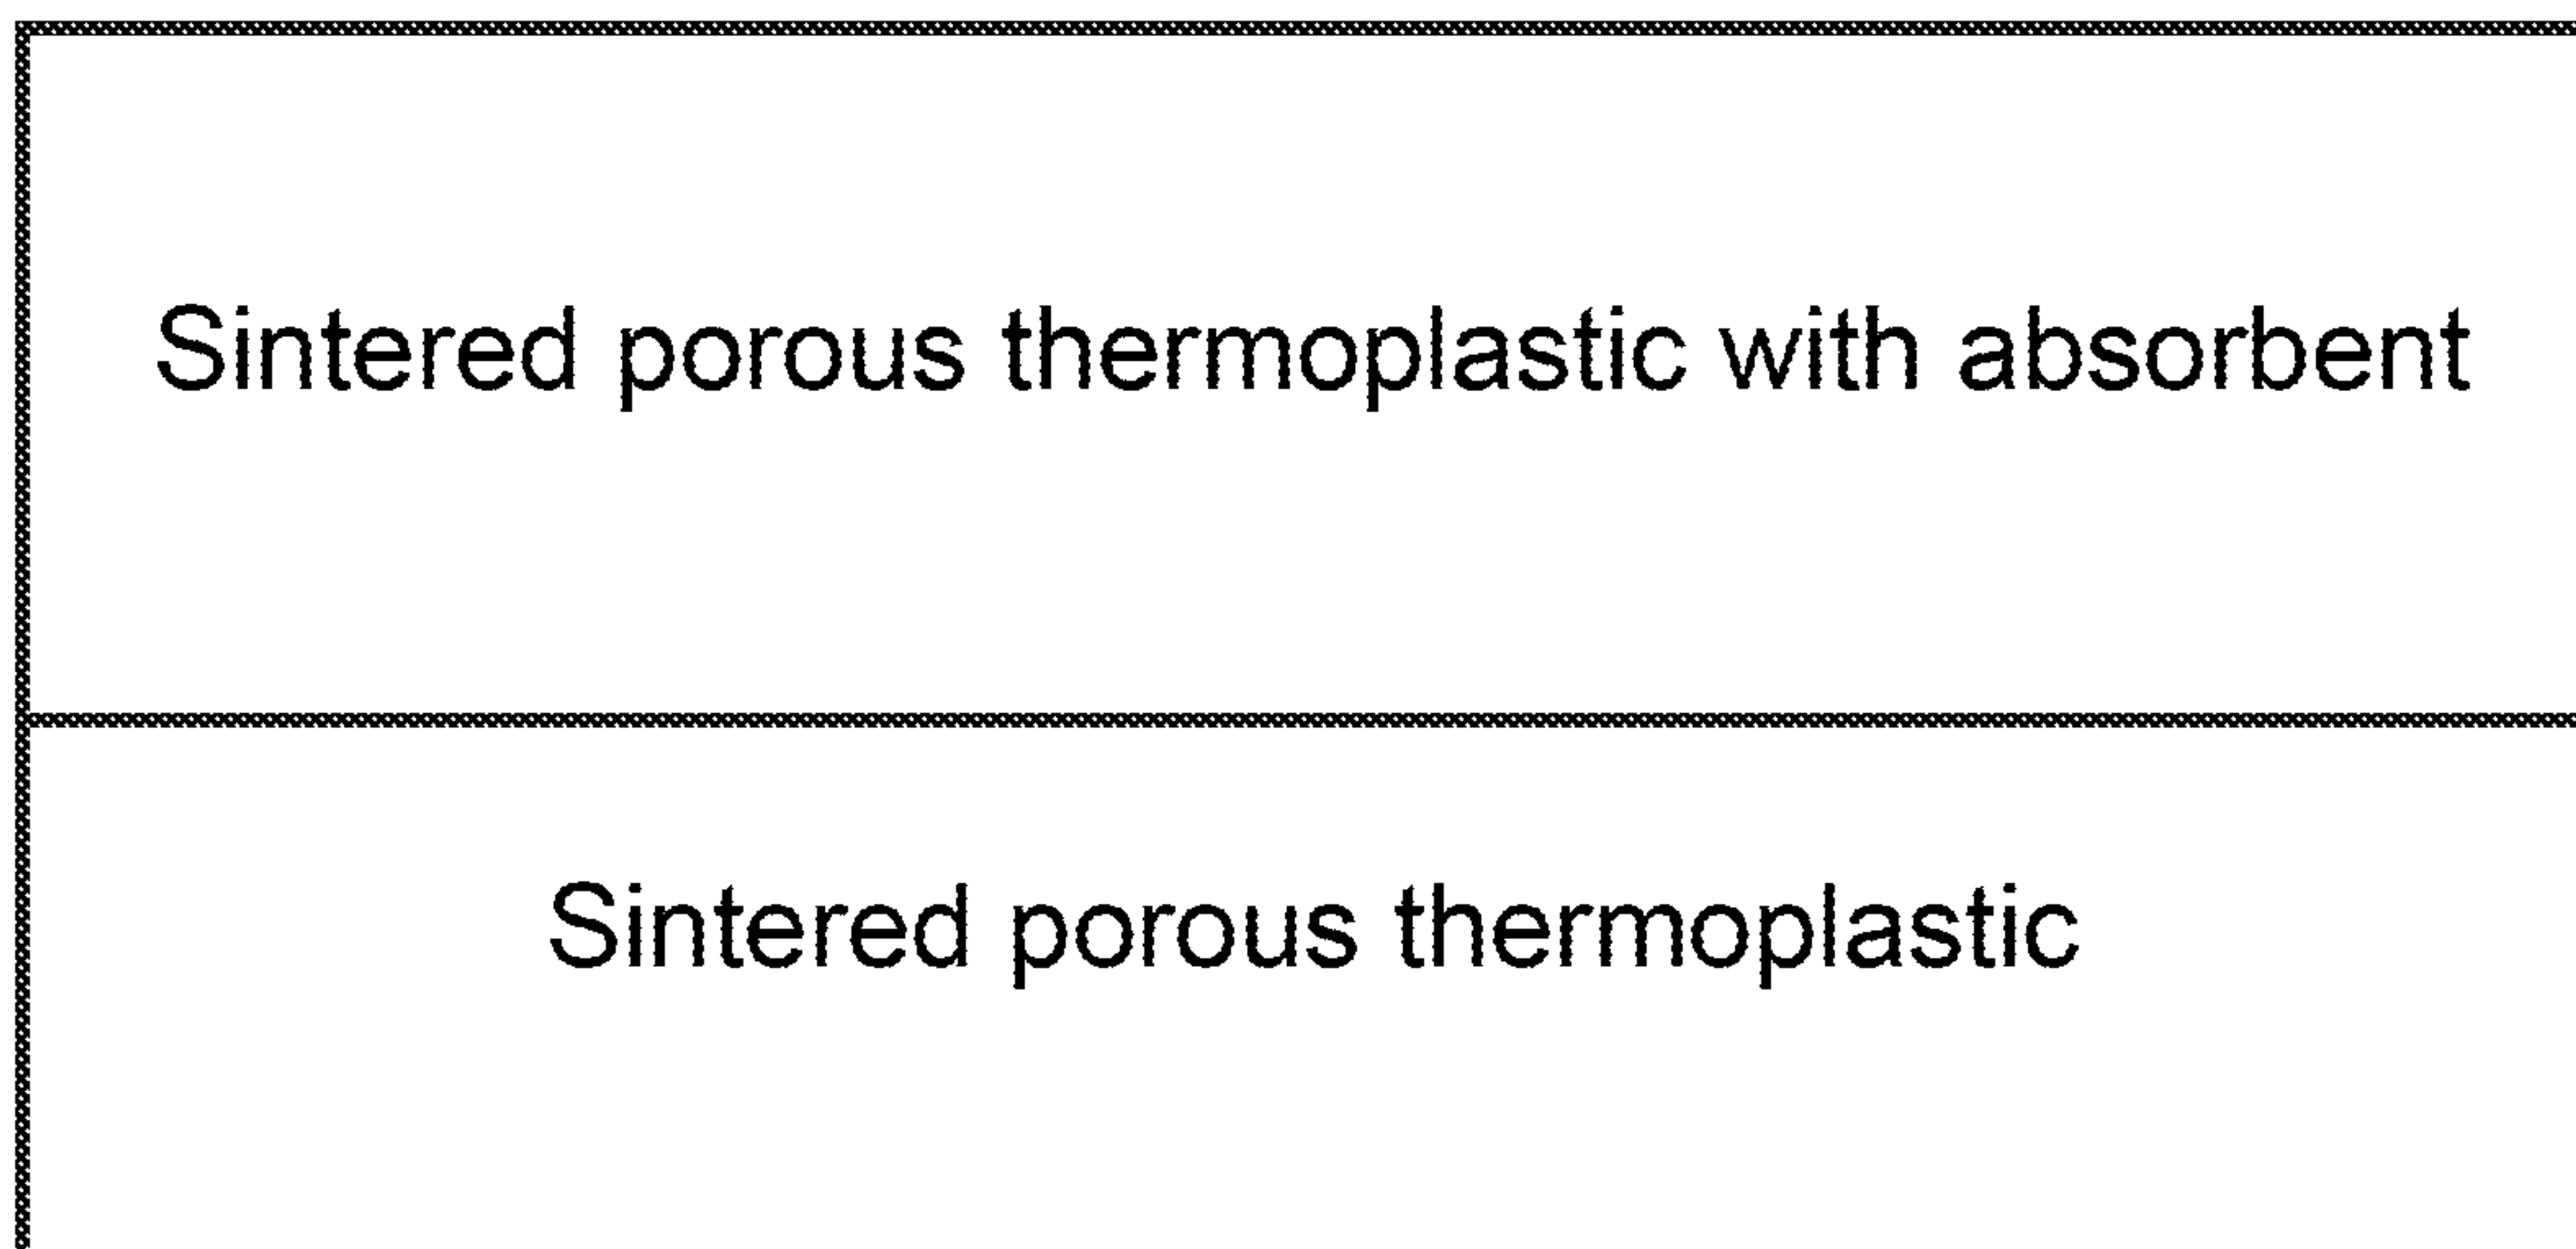 Sintered porous thermoplastic with absorbent
Sintered porous thermoplastic